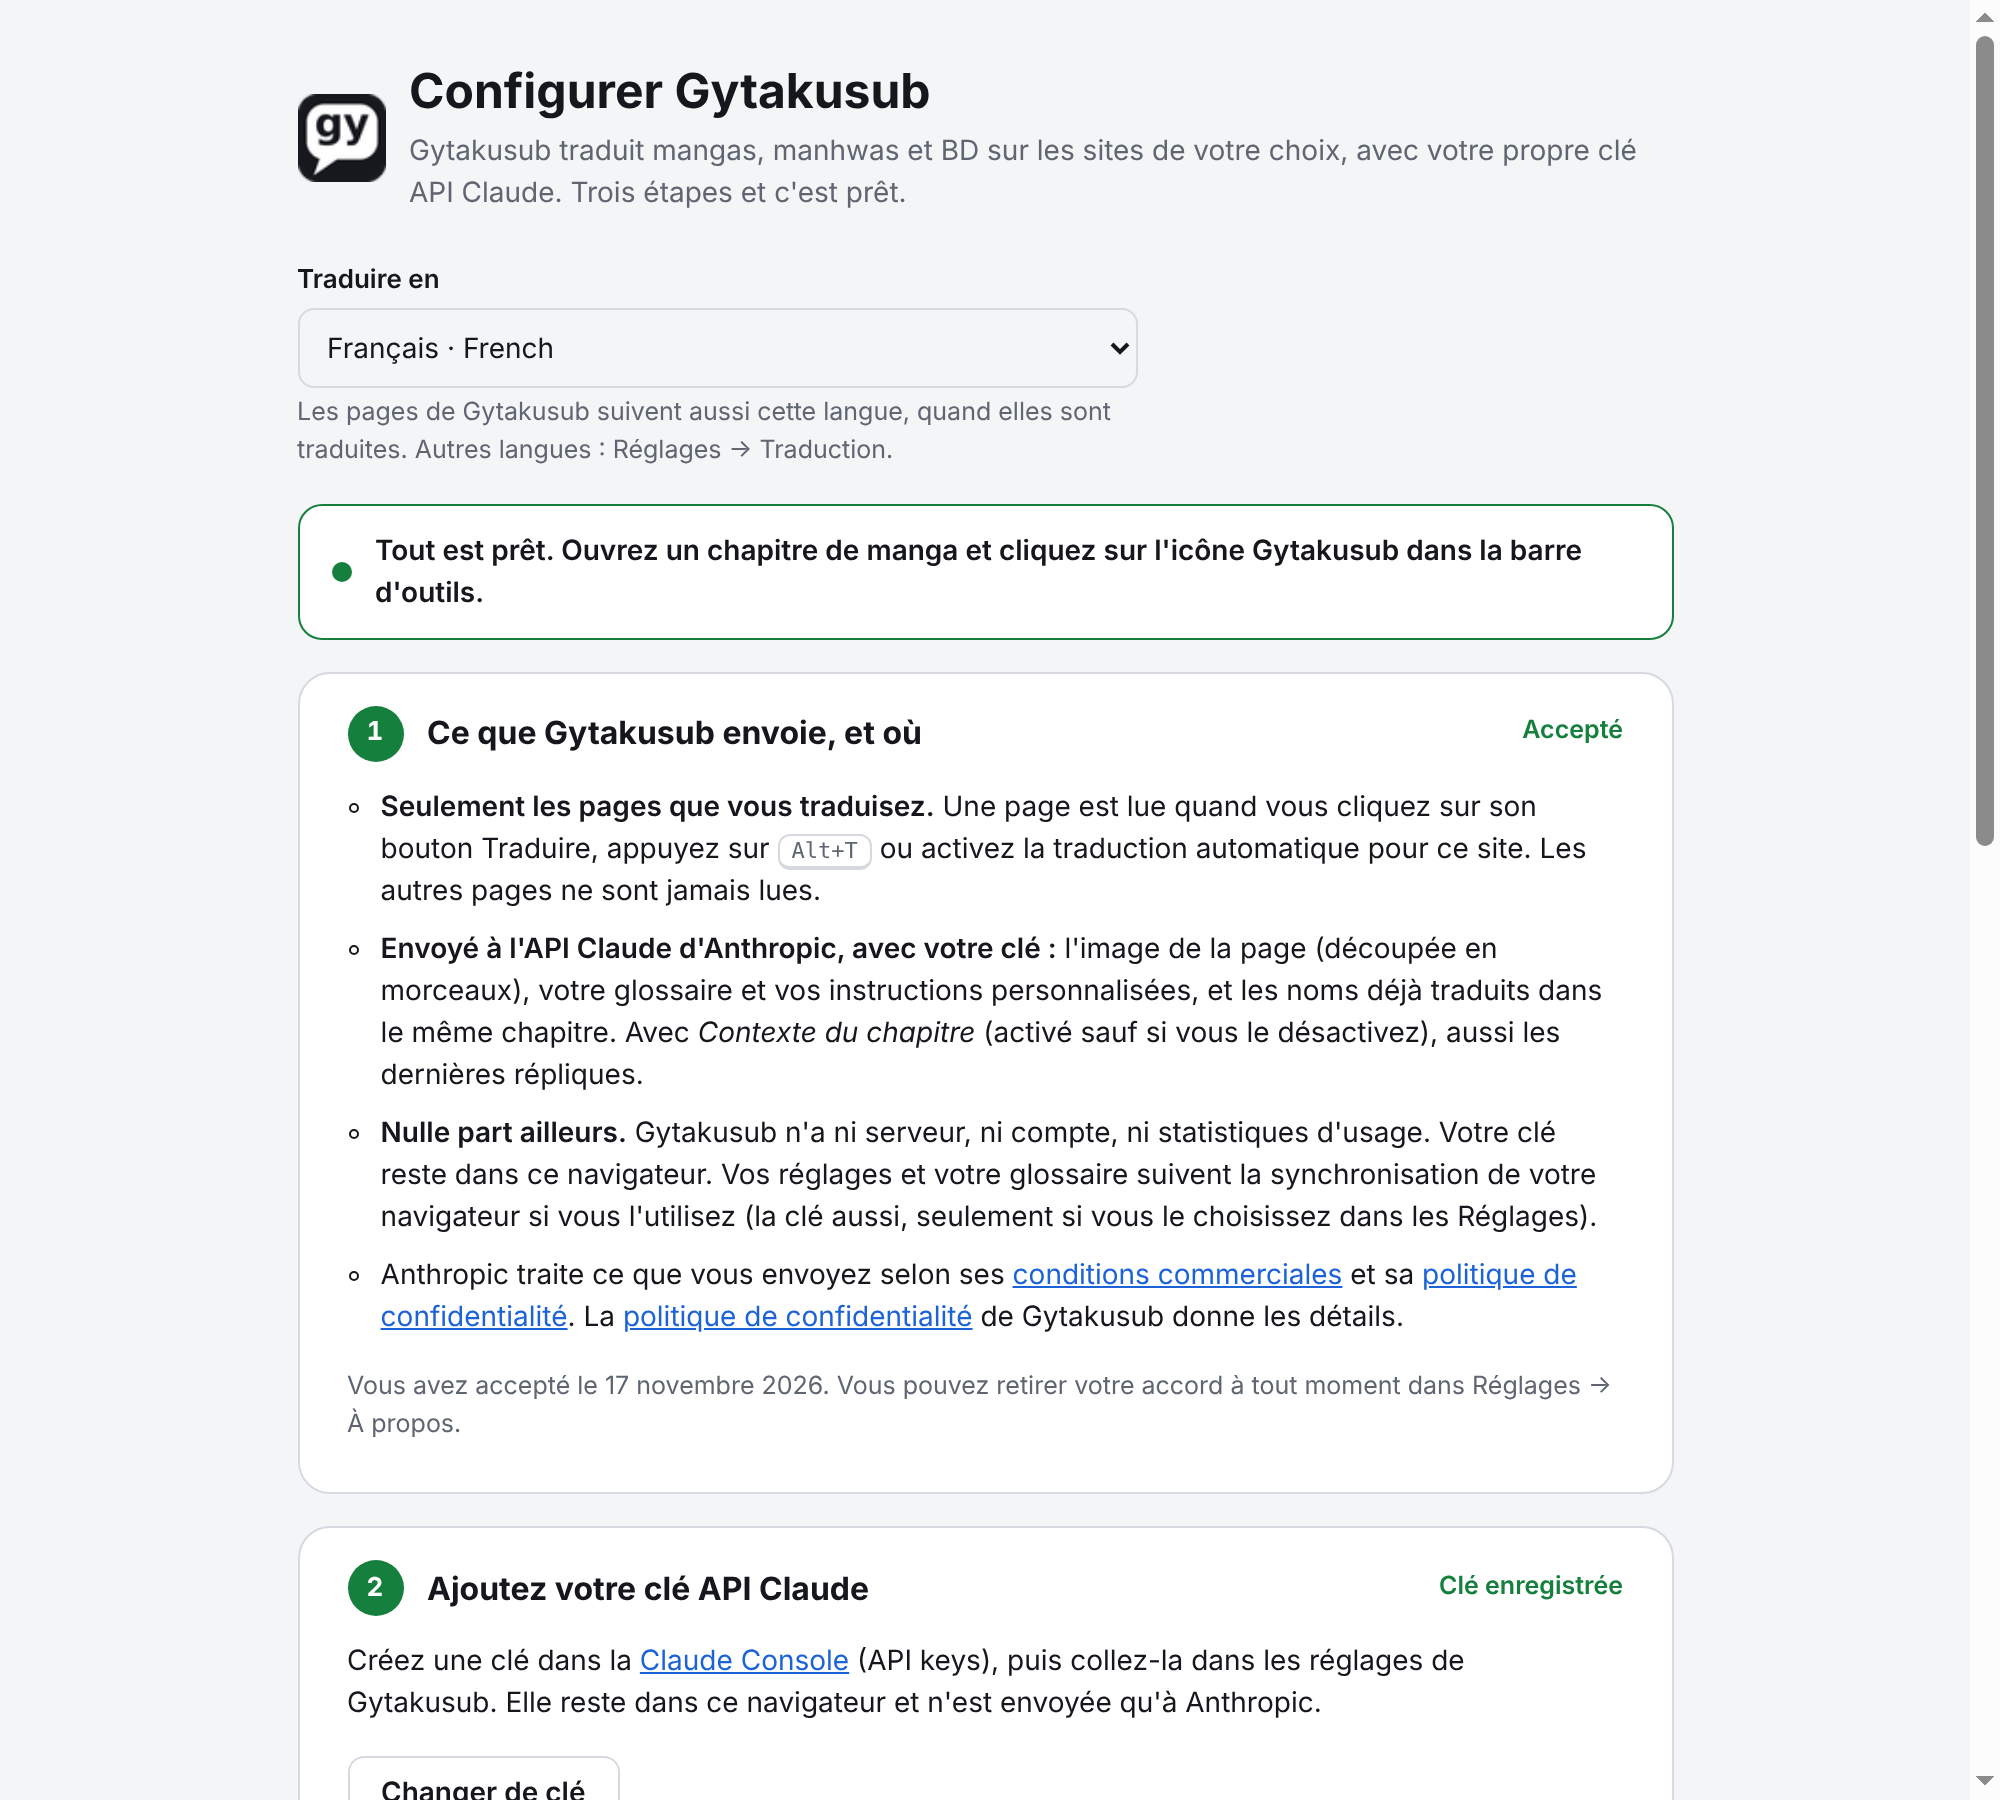 gy
Configurer Gytakusub
Gytakusub traduit mangas, manhwas et BD sur les sites de votre choix, avec votre propre clé
API Claude. Trois étapes et c'est prêt.
Traduire en
Français · French
Les pages de Gytakusub suivent aussi cette langue, quand elles sont
traduites. Autres langues : Réglages → Traduction.
Tout est prêt. Ouvrez un chapitre de manga et cliquez sur l'icône Gytakusub dans la barre
d'outils.
1 Ce que Gytakusub envoie, et où Accepté
Seulement les pages que vous traduisez. Une page est lue quand vous cliquez sur son
bouton Traduire, appuyez sur Alt+T ou activez la traduction automatique pour ce site. Les
autres pages ne sont jamais lues.
Envoyé à l'API Claude d'Anthropic, avec votre clé : l'image de la page (découpée en
morceaux), votre glossaire et vos instructions personnalisées, et les noms déjà traduits dans
le même chapitre. Avec Contexte du chapitre (activé sauf si vous le désactivez), aussi les
dernières répliques.
Nulle part ailleurs. Gytakusub n'a ni serveur, ni compte, ni statistiques d'usage. Votre clé
reste dans ce navigateur. Vos réglages et votre glossaire suivent la synchronisation de votre
navigateur si vous l'utilisez (la clé aussi, seulement si vous le choisissez dans les Réglages).
Anthropic traite ce que vous envoyez selon ses conditions commerciales et sa politique de
confidentialité. La politique de confidentialité de Gytakusub donne les détails.
Vous avez accepté le 17 novembre 2026. Vous pouvez retirer votre accord à tout moment dans Réglages →
À propos.
2 Ajoutez votre clé API Claude Clé enregistrée
Créez une clé dans la Claude Console (API keys), puis collez-la dans les réglages de
Gytakusub. Elle reste dans ce navigateur et n'est envoyée qu'à Anthropic.
Changer de clé